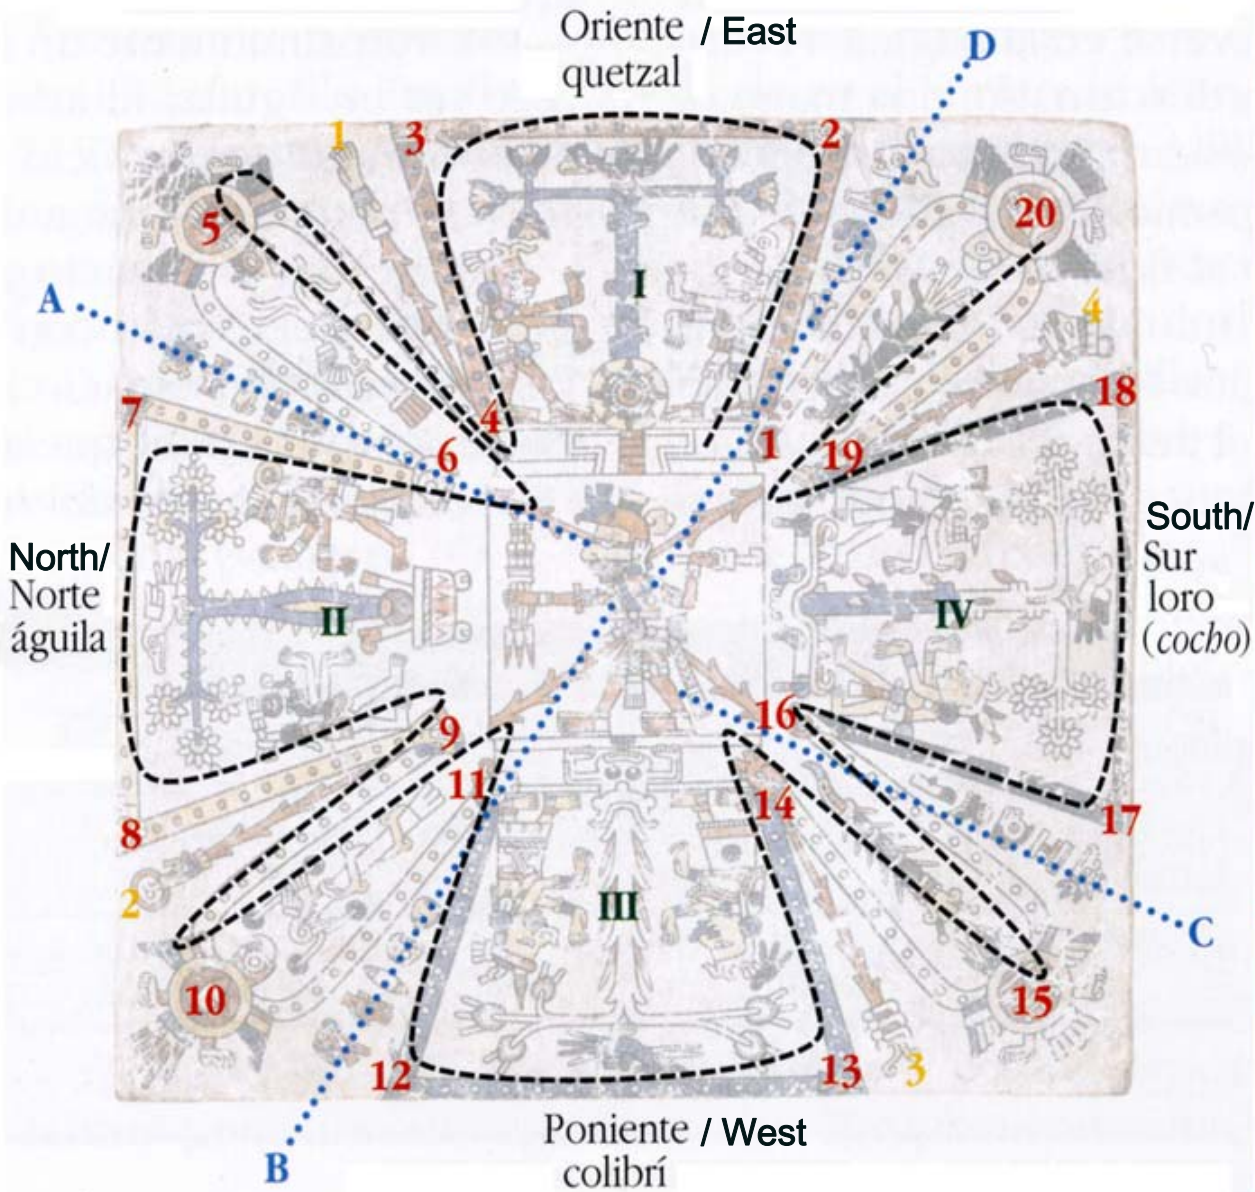 Oriente / East
quetzal
D
1
3
2
5
20
I
A
4
7
4
18
6
1
19
North/
Norte
águila
II
IV
South/
Sur
loro
(cocho)
9
16
11
14
8
17
2
III
C
10
15
12
13
3
Poniente / West
colibrí
B